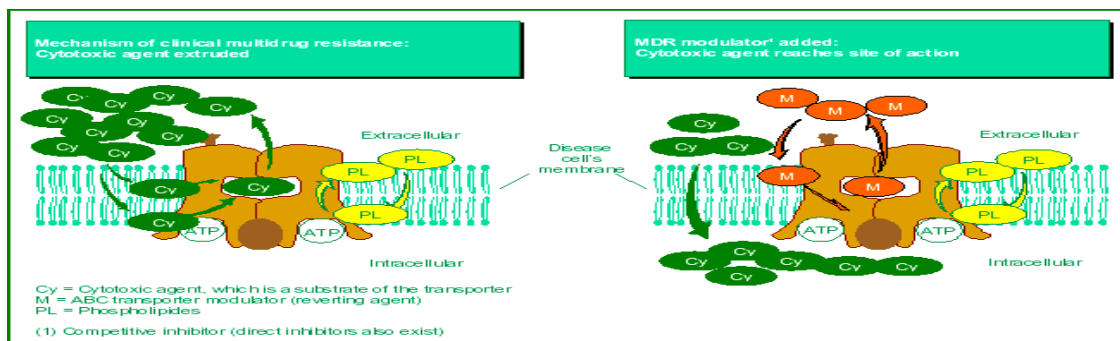 Mechanism of clinical multidrug resistance:
Cytotoxic agent extruded
Cy
Cy
Cy
Cy
Cy
Cy
Cy
Cy
Cy
Cy
Cy
Cy
Extracellular
PL
PL
PL
ATP
ATP
Intracellular
Disease
cell's
membrane
MDR modulator¹ added:
Cytotoxic agent reaches site of action
M
M
M
Cy
Cy
Cy
M
M
Extracellular
PL
PL
PL
ATP
ATP
Intracellular
Cy
Cy
Cy
Cy
Cy
Cy
Cy = Cytotoxic agent, which is a substrate of the transporter
M = ABC transporter modulator (reverting agent)
PL = Phospholipides
(1) Competitive inhibitor (direct inhibitors also exist)